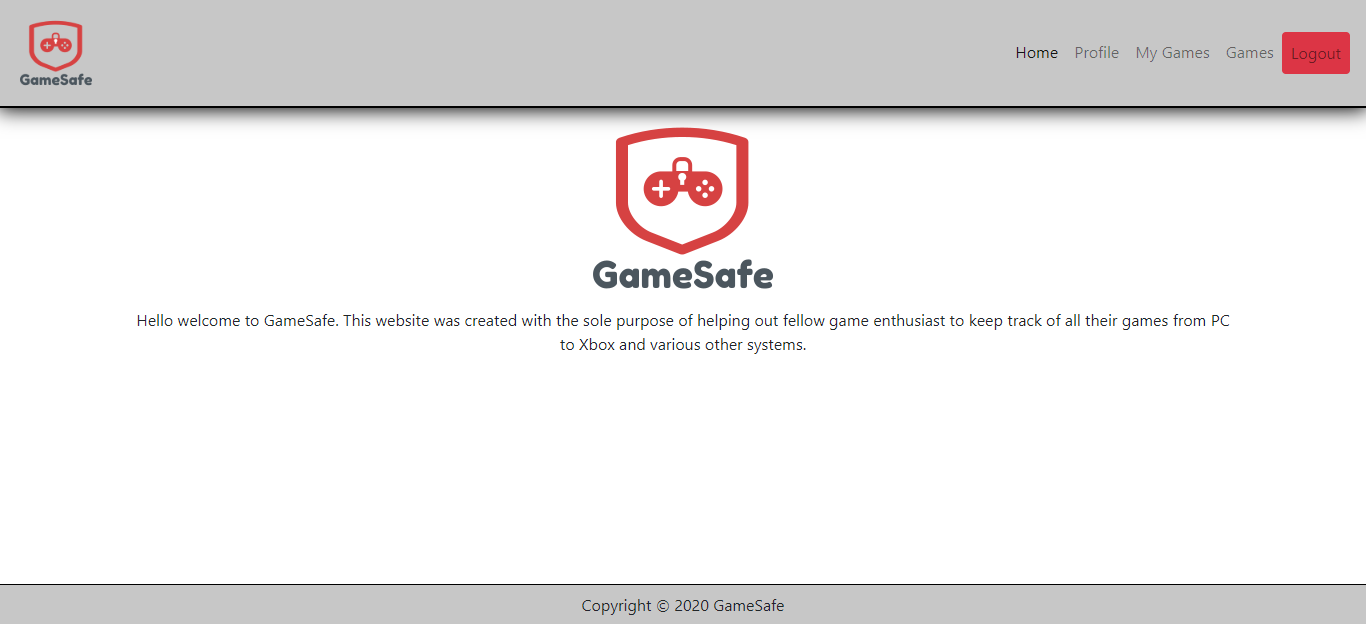 GameSafe
Home Profile My Games Games Logout
GameSafe
Hello welcome to GameSafe. This website was created with the sole purpose of helping out fellow game enthusiast to keep track of all their games from PC
to Xbox and various other systems.
Copyright © 2020 GameSafe